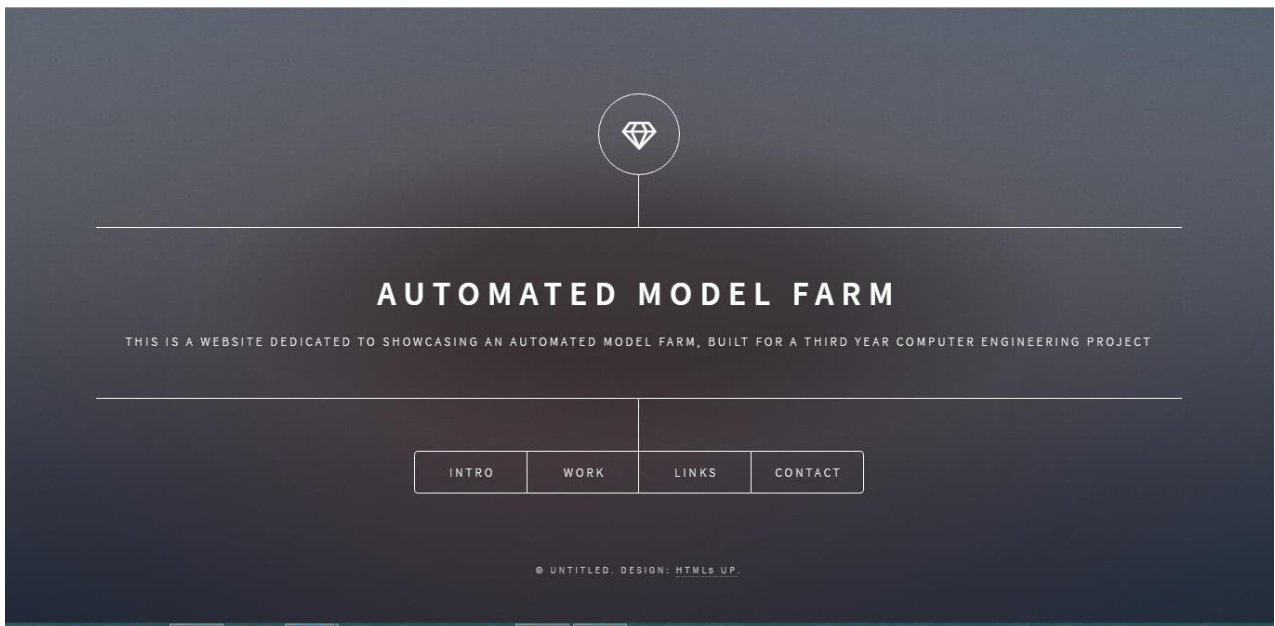 AUTOMATED MODEL FARM
THIS IS A WEBSITE DEDICATED TO SHOWCASING AN AUTOMATED MODEL FARM, BUILT FOR A THIRD YEAR COMPUTER ENGINEERING PROJECT
INTRO WORK LINKS CONTACT
© UNTITLED. DESIGN: HTML5 UP.